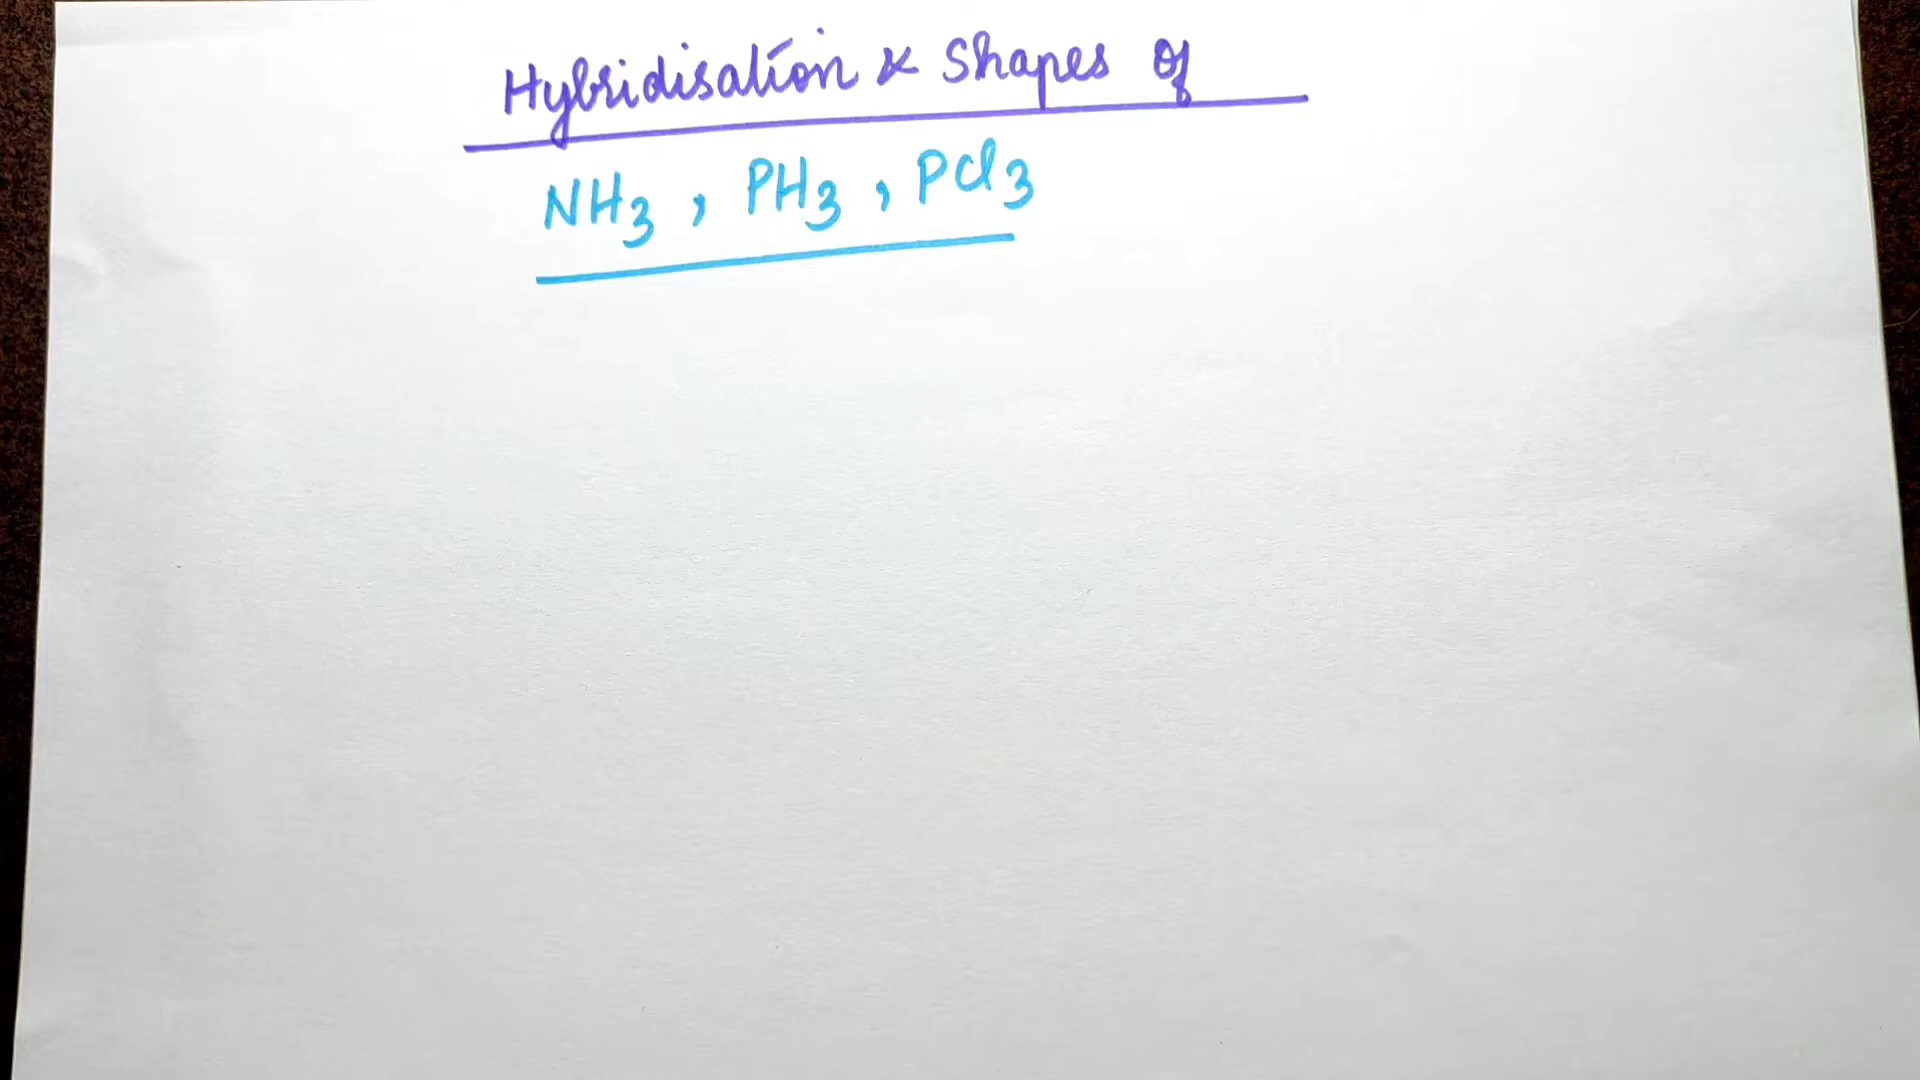 Hybridisation & Shapes of
NH3, PH3, PCl3